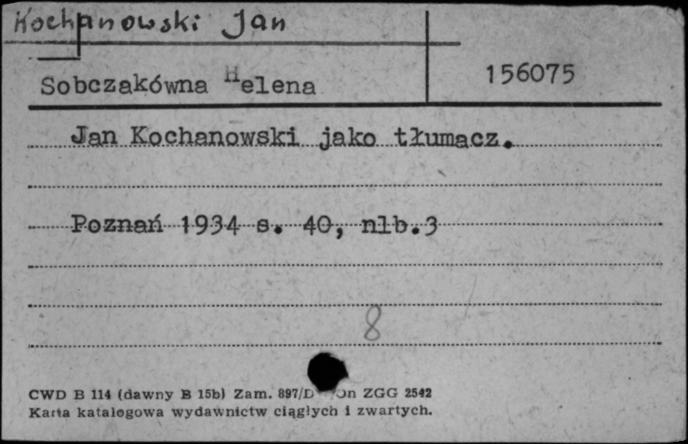 Kochanowski Jan
Sobczakówna Helena
156075
Jan Kochanowski jako tłumacz.
Poznań 1934 s. 40, nlb.3
8
CWD B 114 (dawny B 15b) Zam. 897/D ZGG 2542
Karta katalogowa wydawnictw ciągłych i zwartych.